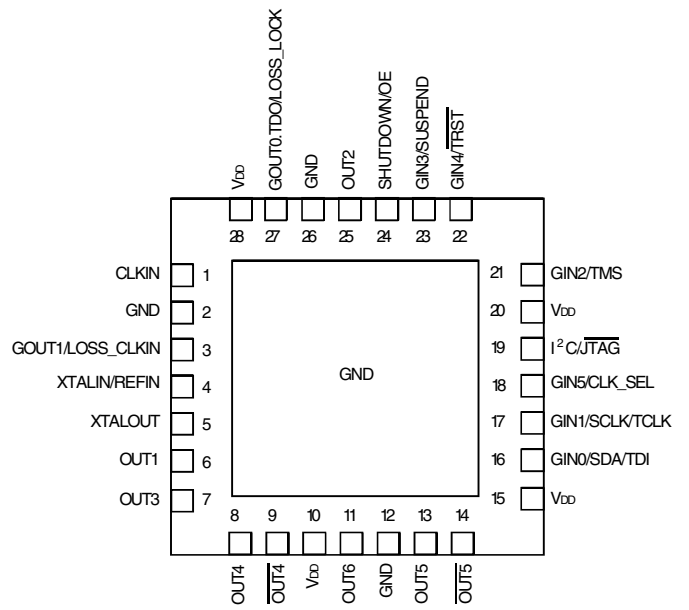 VDD
GOUT0.TDO/LOSS_LOCK
GND
OUT2
SHUTDOWN/OE
GIN3/SUSPEND
GIN4/TRST
28 27 26 25 24 23 22
CLKIN 1
GND 2
GOUT1/LOSS_CLKIN 3
XTALIN/REFIN 4
XTALOUT 5
OUT1 6
OUT3 7
GND
21 GIN2/TMS
20 VDD
19 I²C/JTAG
18 GIN5/CLK_SEL
17 GIN1/SCLK/TCLK
16 GIN0/SDA/TDI
15 VDD
8 9 10 11 12 13 14
OUT4
OUT4
VDD
OUT6
GND
OUT5
OUT5